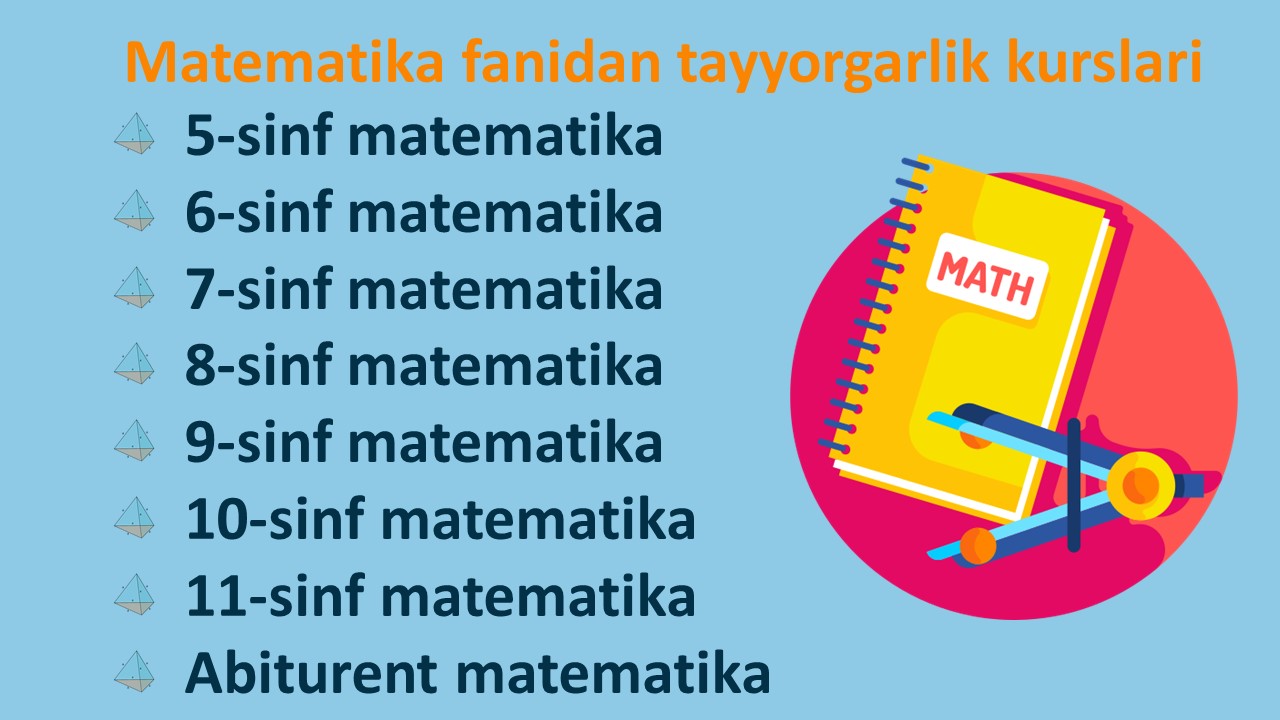 Matematika fanidan tayyorgarlik kurslari
5-sinf matematika
6-sinf matematika
7-sinf matematika
8-sinf matematika
9-sinf matematika
10-sinf matematika
11-sinf matematika
Abiturent matematika
MATH